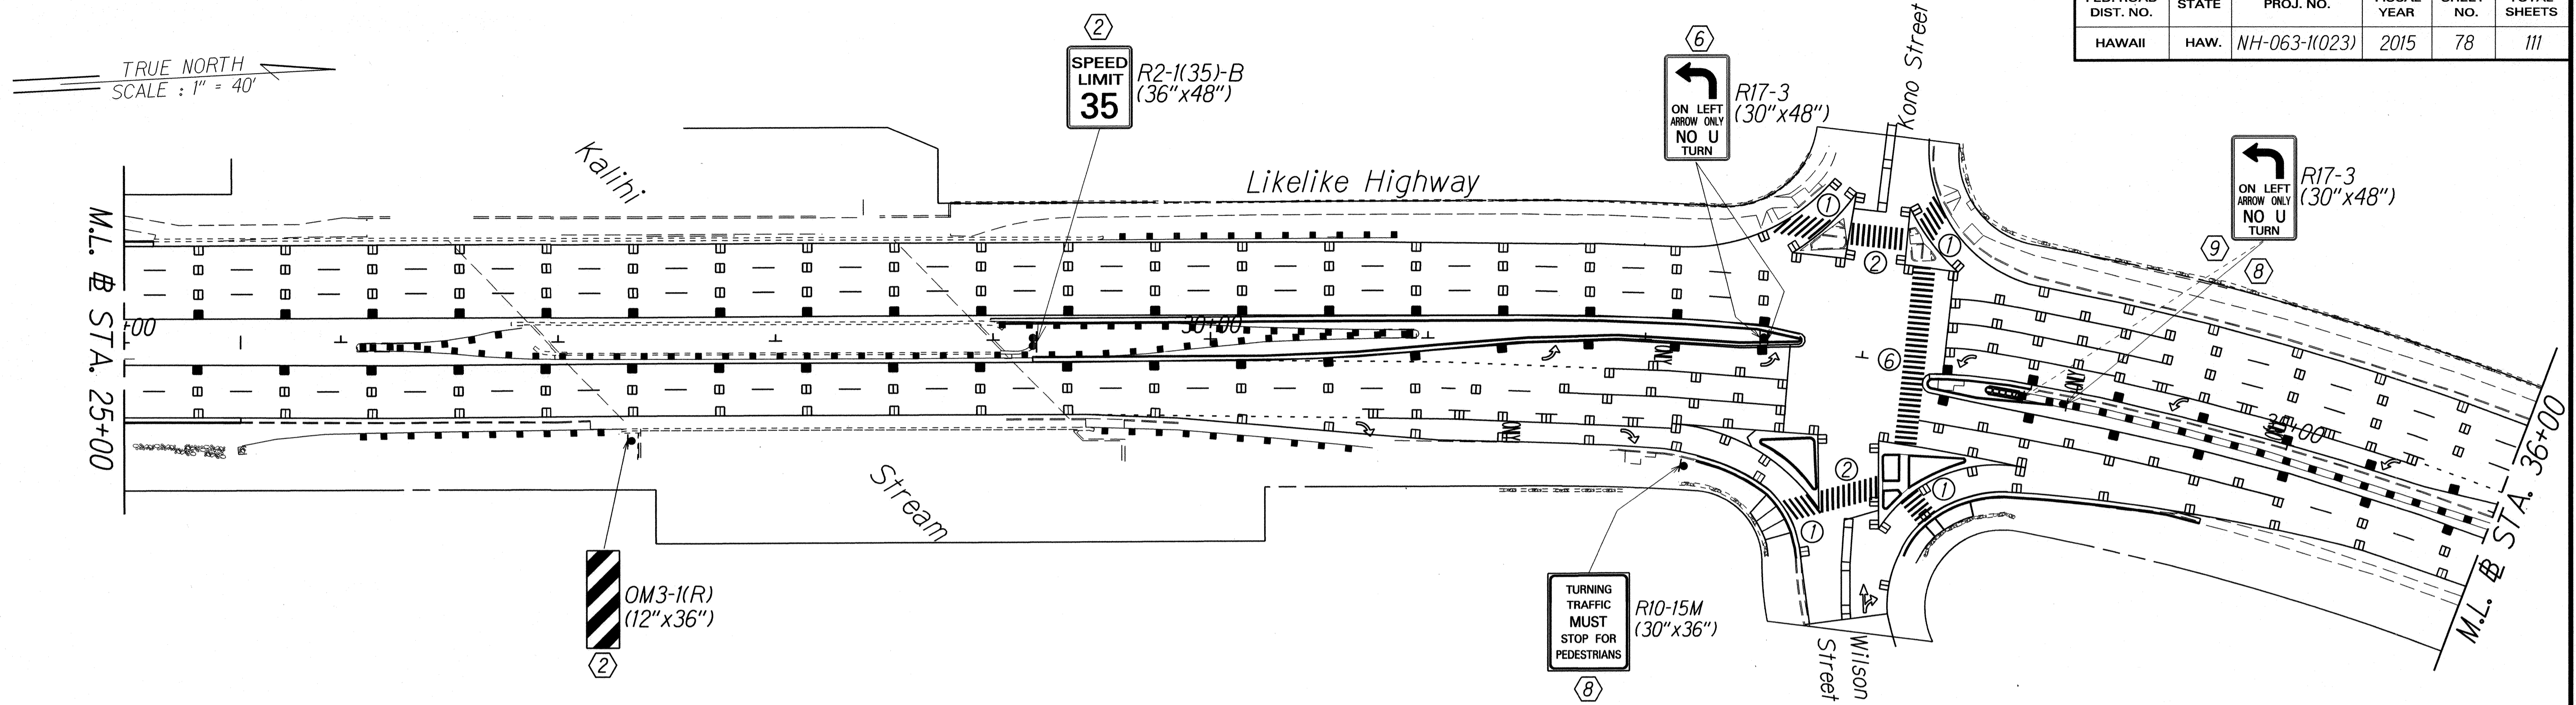 DIST. NO.
STATE
PROJ. NO.
YEAR
NO.
TOTAL
SHEETS
HAWAII
HAW.
NH-063-1(023)
2015
78
111
TRUE NORTH
SCALE : 1" = 40'
2
SPEED
LIMIT
35
R2-1(35)-B
(36"x48")
6
ON LEFT
ARROW ONLY
NO U
TURN
R17-3
(30"x48")
Kono Street
ON LEFT
ARROW ONLY
NO U
TURN
R17-3
(30"x48")
9
8
Kalihi
Likelike Highway
1
2
1
M.L. ℄ STA. 25+00
+00
30+00
ONLY
6
ONLY
ONLY
35+00
ONLY
2
1
1
Stream
M.L. ℄ STA. 36+00
OM3-1(R)
(12"x36")
2
TURNING
TRAFFIC
MUST
STOP FOR
PEDESTRIANS
R10-15M
(30"x36")
8
Wilson
Street